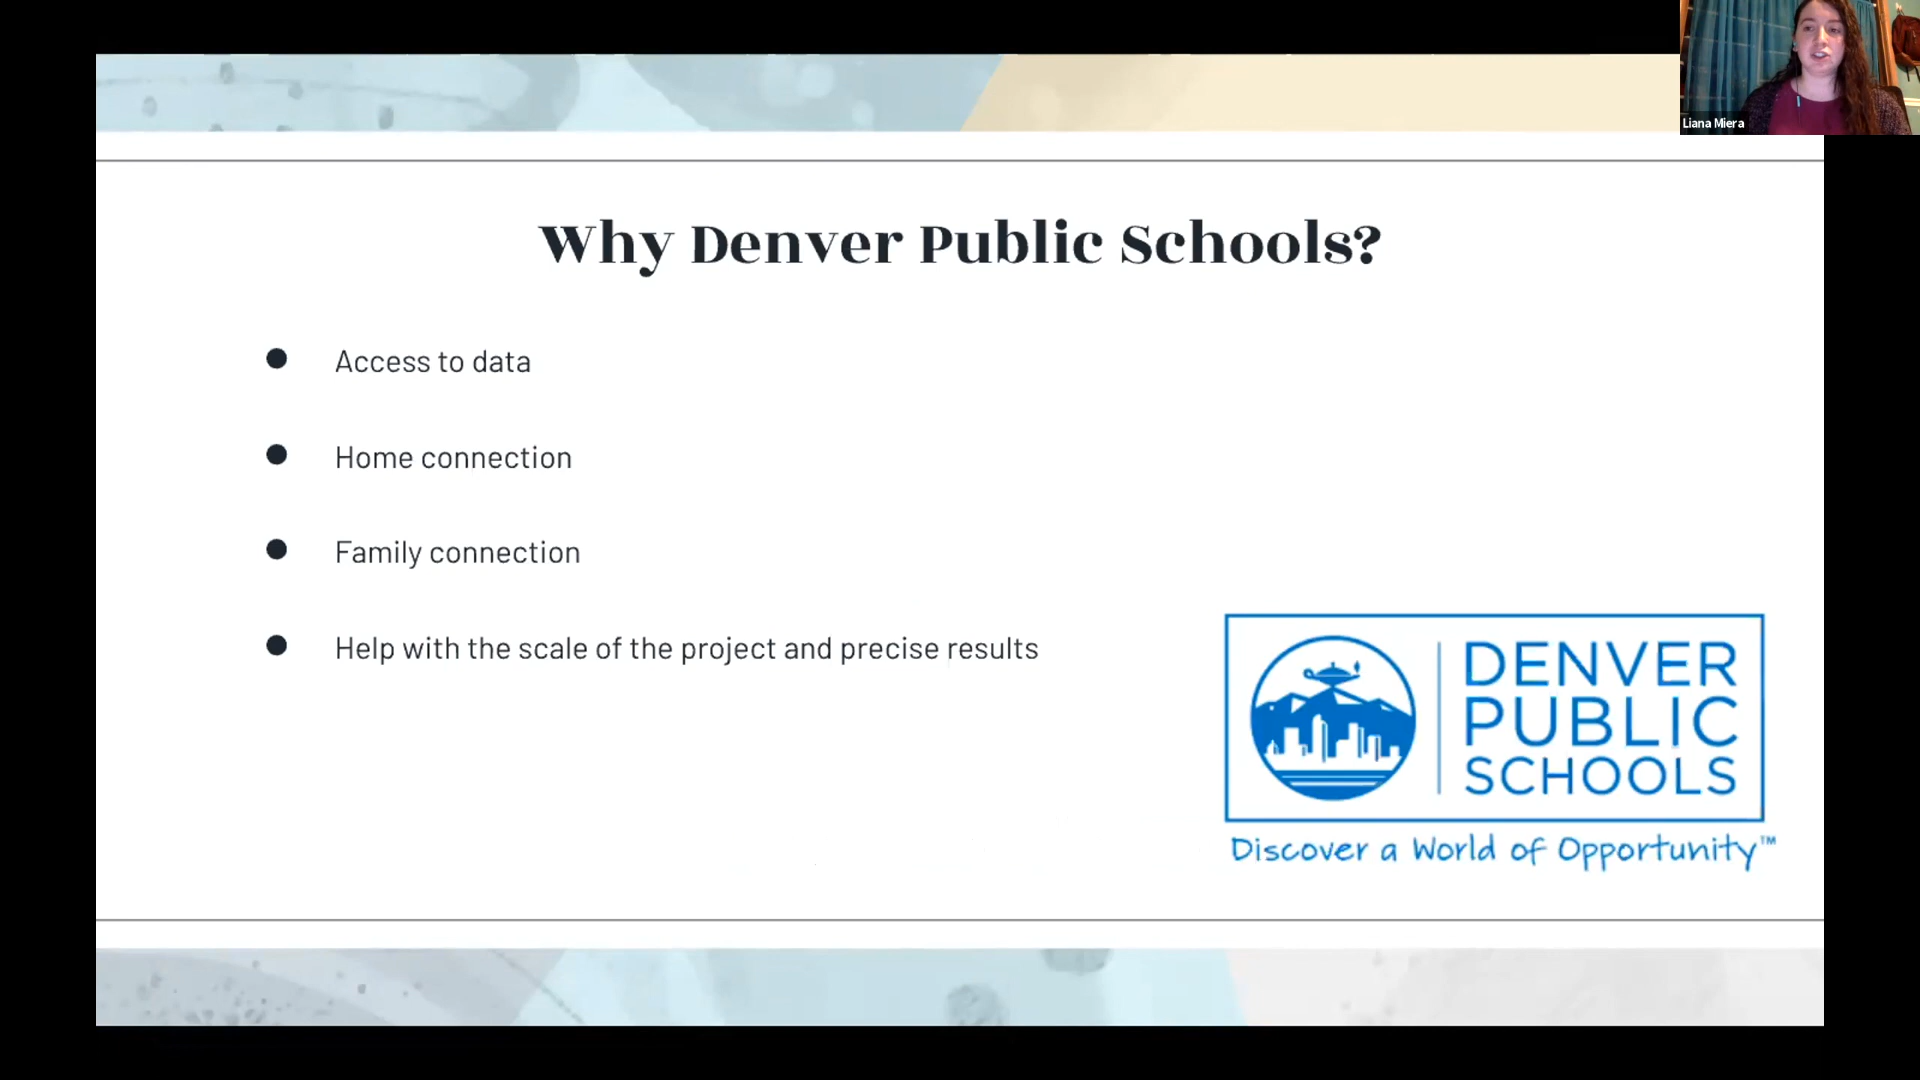 Liana Miera
Why Denver Public Schools?
Access to data
Home connection
Family connection
Help with the scale of the project and precise results
DENVER
PUBLIC
SCHOOLS
Discover a World of Opportunity™